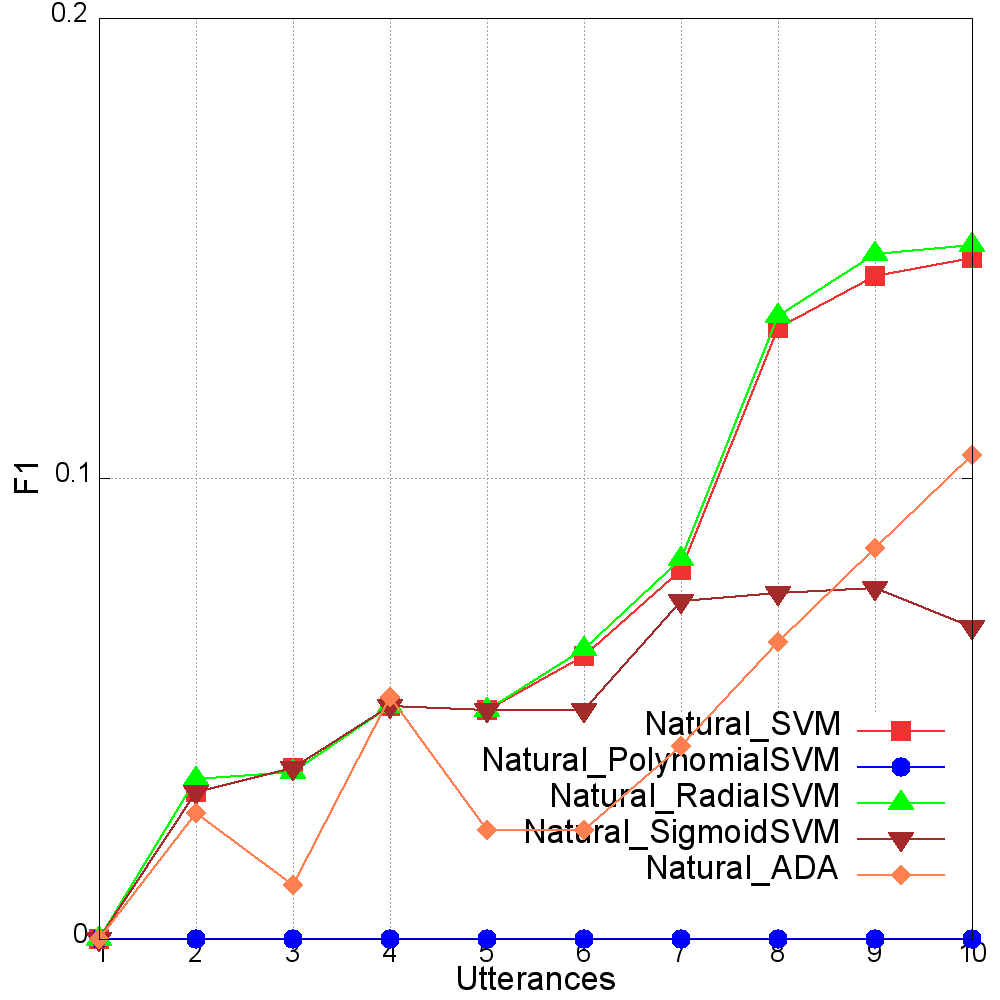 0.2
0.1
0
F1
1 2 3 4 5 6 7 8 9 10
Utterances
Natural_SVM
Natural_PolynomialSVM
Natural_RadialSVM
Natural_SigmoidSVM
Natural_ADA